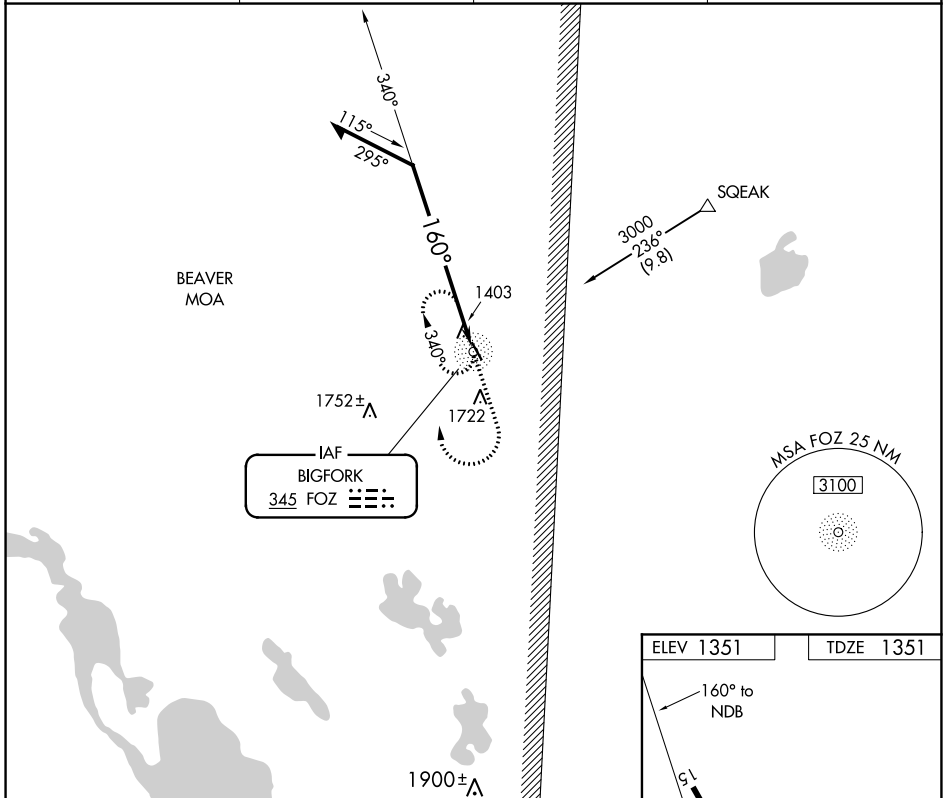 340°
115°
295°
160°
SQEAK
3000
236°
(9.8)
BEAVER
MOA
1403
340°
1752±
1722
IAF
BIGFORK
345 FOZ
MSA FOZ 25 NM
3100
ELEV 1351
TDZE 1351
160° to
NDB
15
1900±